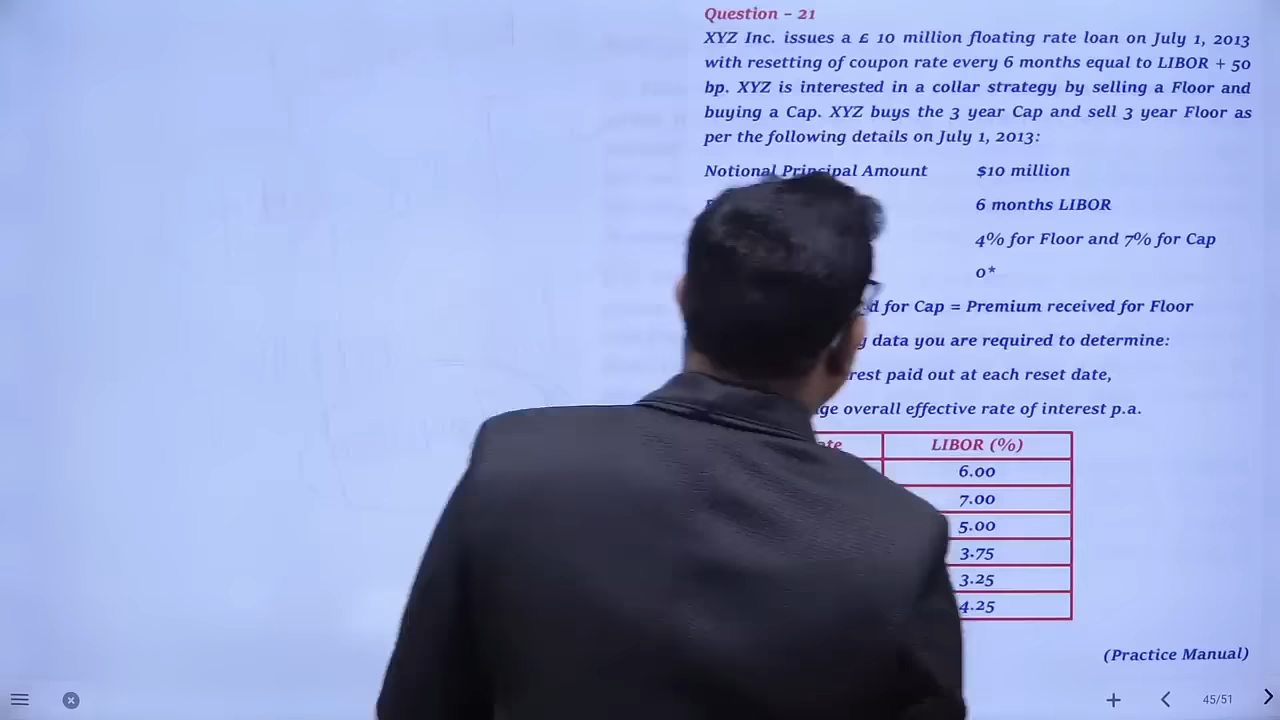 Question – 21
XYZ Inc. issues a £ 10 million floating rate loan on July 1, 2013
with resetting of coupon rate every 6 months equal to LIBOR + 50
bp. XYZ is interested in a collar strategy by selling a Floor and
buying a Cap. XYZ buys the 3 year Cap and sell 3 year Floor as
per the following details on July 1, 2013:
Notional Principal Amount $10 million
6 months LIBOR
4% for Floor and 7% for Cap
0*
for Cap = Premium received for Floor
data you are required to determine:
paid out at each reset date,
overall effective rate of interest p.a.
LIBOR (%)
6.00
7.00
5.00
3.75
3.25
4.25
(Practice Manual)
45/51